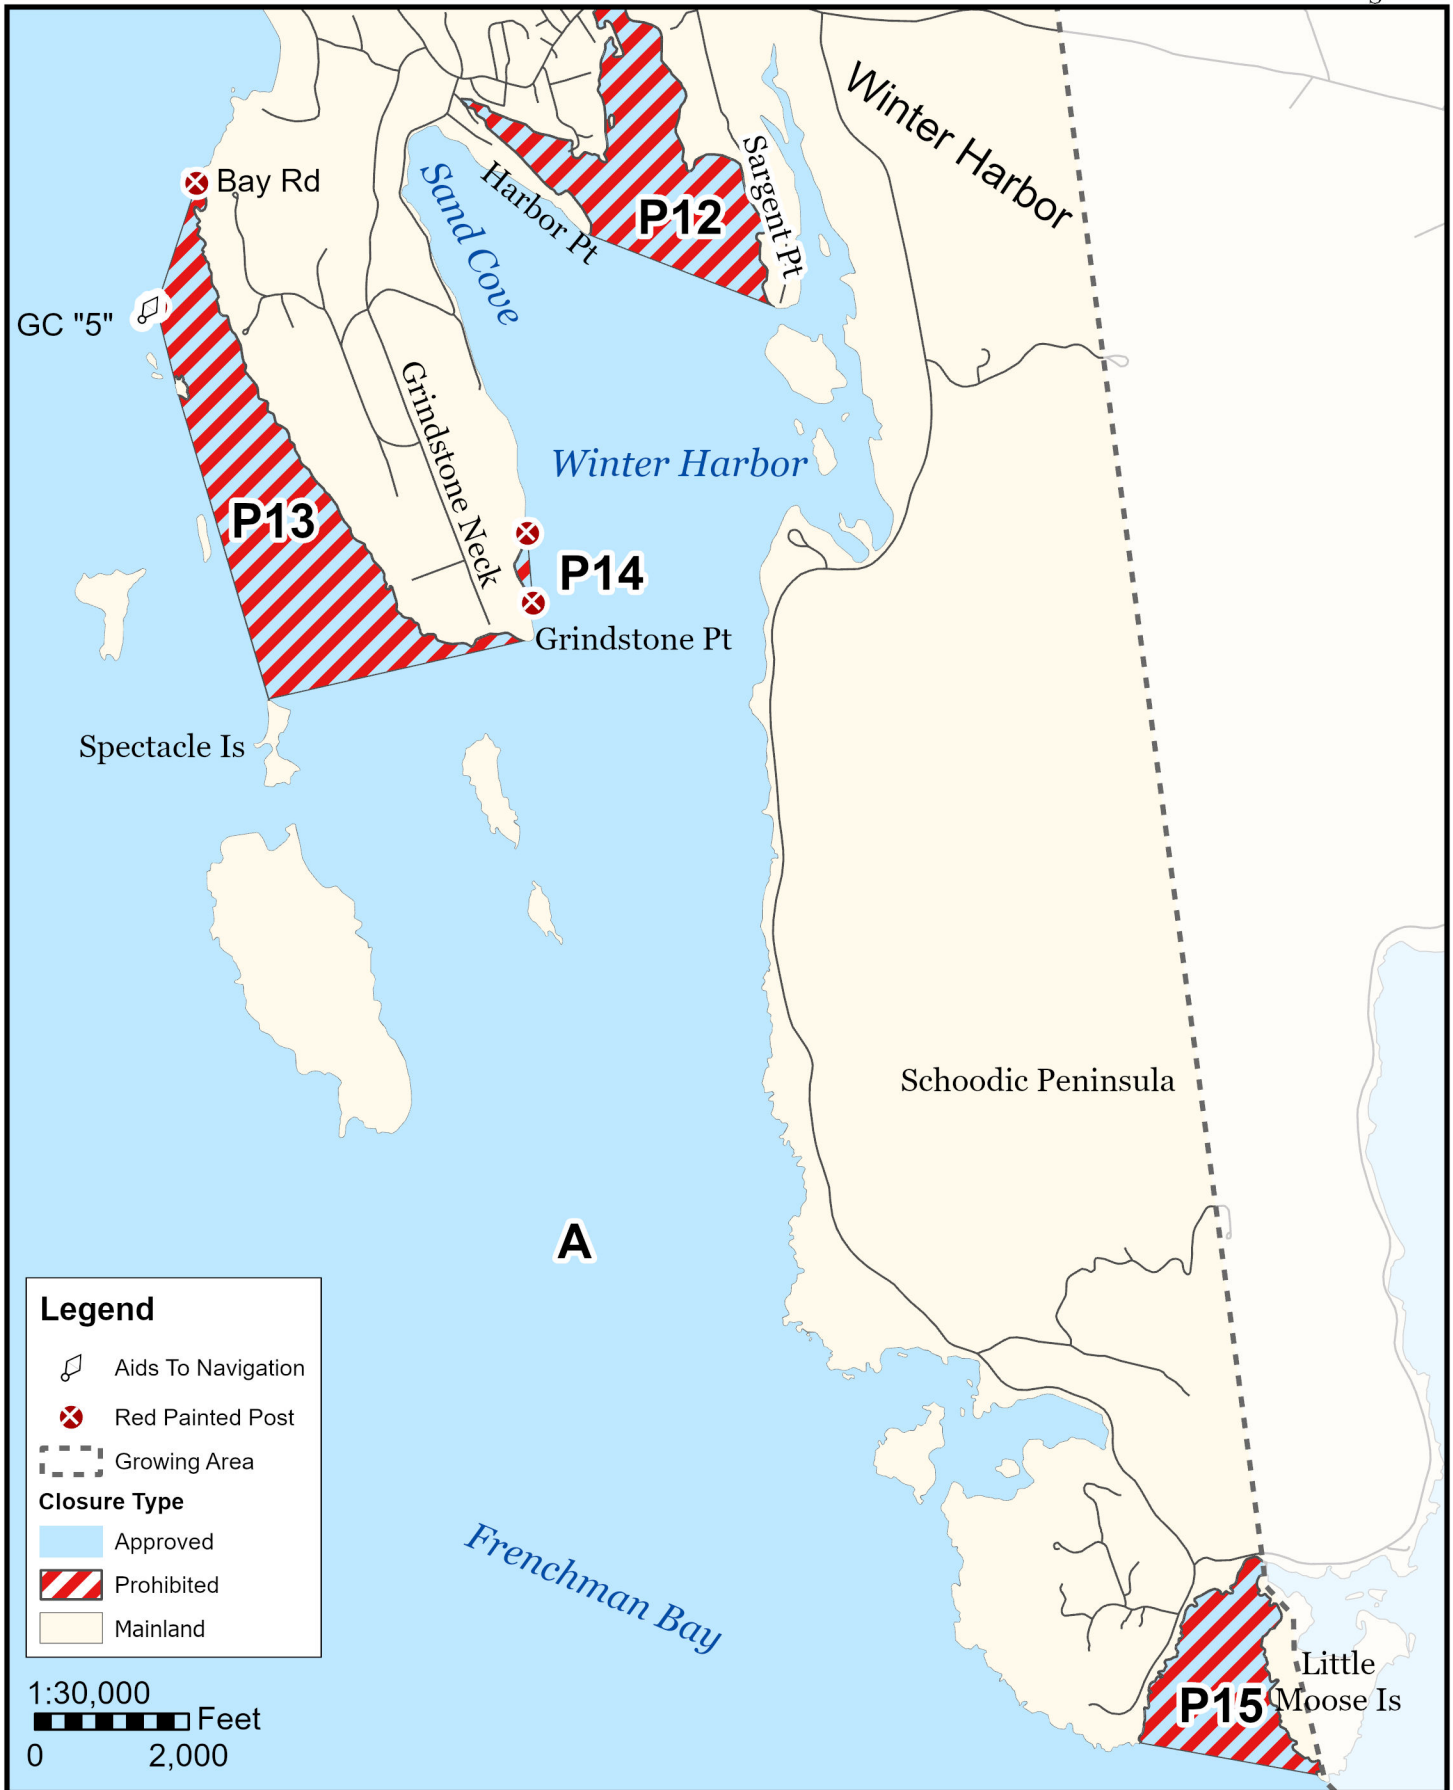 Winter Harbor
Bay Rd
Sargent Pt
Sand Cove
Harbor Pt
P12
GC "5"
Grindstone Neck
Winter Harbor
P13
P14
Grindstone Pt
Spectacle Is
Schoodic Peninsula
A
Legend
Aids To Navigation
Red Painted Post
Growing Area
Closure Type
Approved
Prohibited
Mainland
Frenchman Bay
1:30,000
Feet
0 2,000
P15
Little
Moose Is